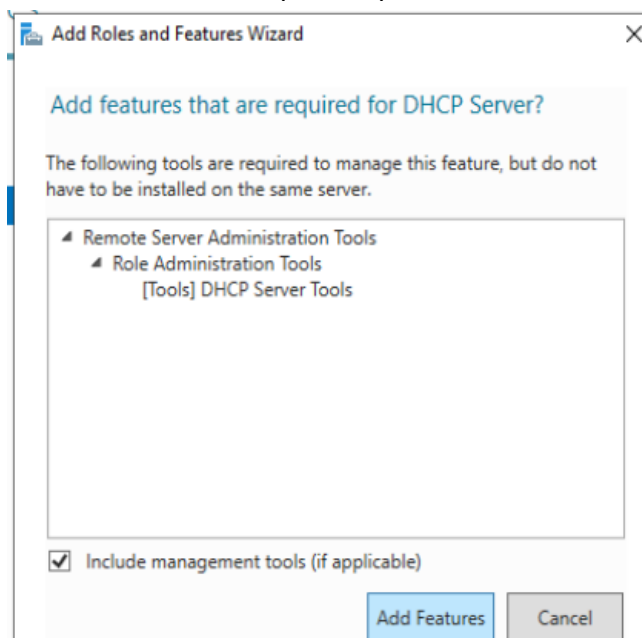 Add Roles and Features Wizard
Add features that are required for DHCP Server?
The following tools are required to manage this feature, but do not
have to be installed on the same server.
Remote Server Administration Tools
Role Administration Tools
[Tools] DHCP Server Tools
Include management tools (if applicable)
Add Features
Cancel